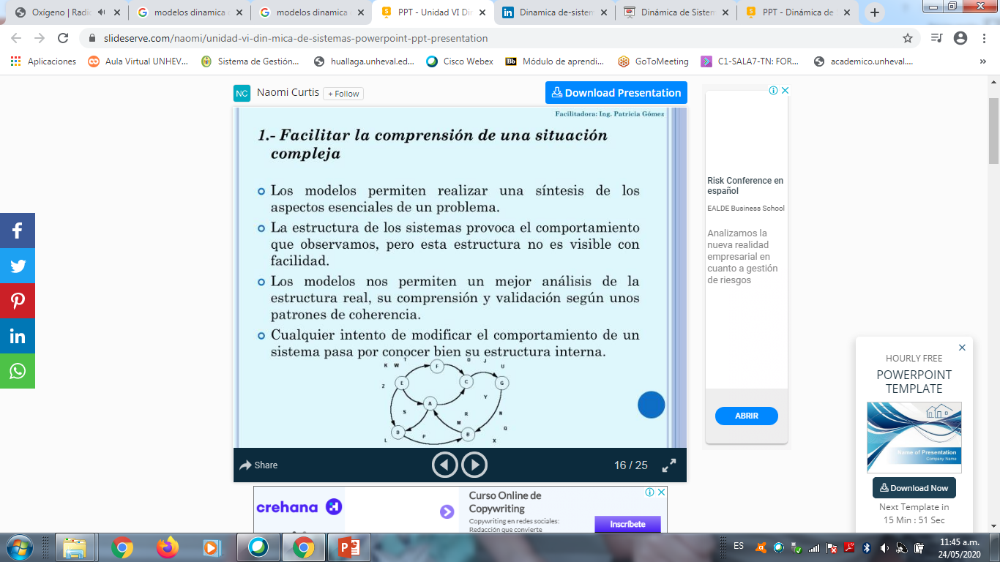 Oxígeno | Radio
modelos dinamica d
modelos dinamica
PPT - Unidad VI Di
Dinamica de-sistem
Dinámica de Sistem
PPT - Dinámica de
slideserve.com/naomi/unidad-vi-din-mica-de-sistemas-powerpoint-ppt-presentation
Aplicaciones
Aula Virtual UNHEV...
Sistema de Gestión...
huallaga.unheval.ed...
Cisco Webex
Bb Módulo de aprendi...
GoToMeeting
C1-SALA7-TN: FOR...
academico.unheval....
»
NC Naomi Curtis + Follow
Download Presentation
Facilitadora: Ing. Patricia Gómez
1.- Facilitar la comprensión de una situación
compleja
Los modelos permiten realizar una síntesis de los
aspectos esenciales de un problema.
La estructura de los sistemas provoca el comportamiento
que observamos, pero esta estructura no es visible con
facilidad.
Los modelos nos permiten un mejor análisis de la
estructura real, su comprensión y validación según unos
patrones de coherencia.
Cualquier intento de modificar el comportamiento de un
sistema pasa por conocer bien su estructura interna.
K W T F O J U
Z E C G
A Y
S R N
D P M B Q
L X
Share
16 / 25
Risk Conference en
español
EALDE Business School
Analizamos la
nueva realidad
empresarial en
cuanto a gestión
de riesgos
ABRIR
HOURLY FREE
POWERPOINT
TEMPLATE
Name of Presentation
Company Name
Download Now
Next Template in
15 Min : 51 Sec
crehana
Curso Online de
Copywriting
Copywriting en redes sociales:
Redacción que convierte
Inscríbete
ES
11:45 a.m.
24/05/2020